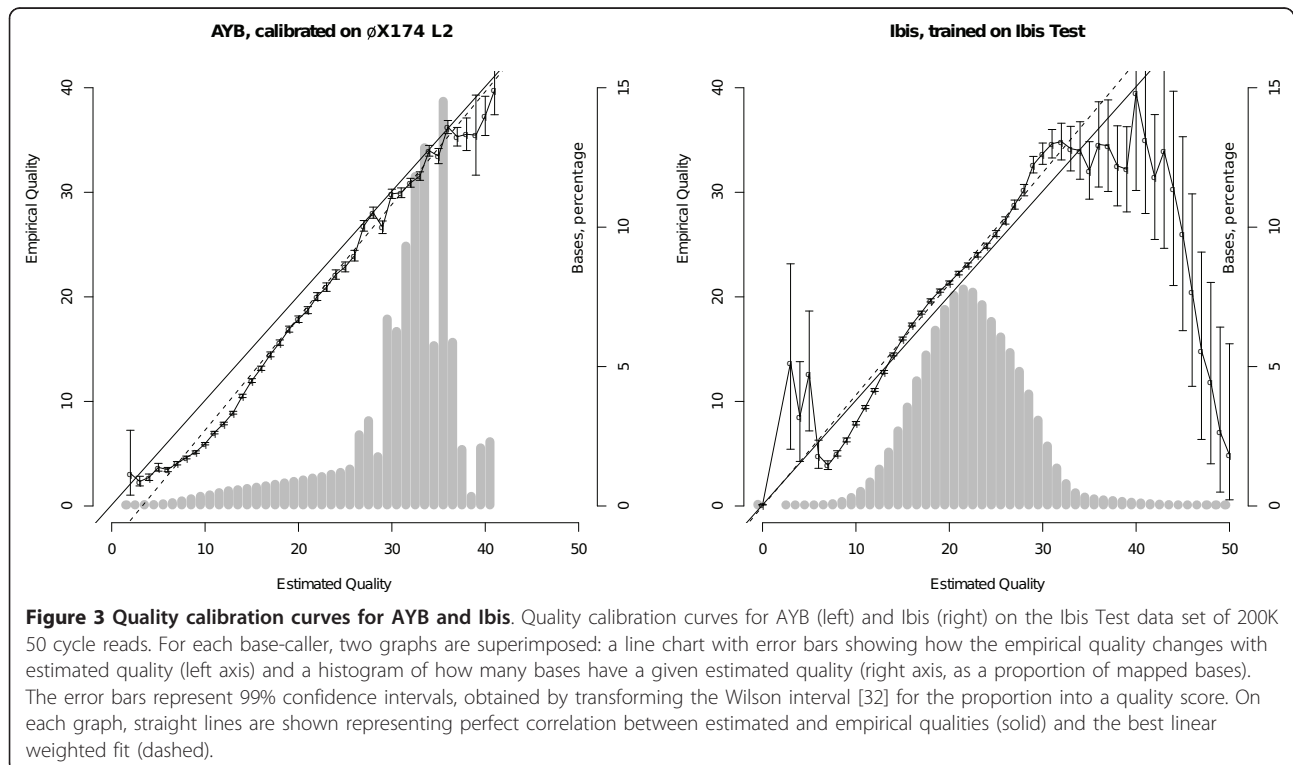 AYB, calibrated on øX174 L2
Empirical Quality
0
10
20
30
40
Bases, percentage
0
5
10
15
0
10
20
30
40
50
Estimated Quality
Ibis, trained on Ibis Test
Empirical Quality
0
10
20
30
40
Bases, percentage
0
5
10
15
0
10
20
30
40
50
Estimated Quality
Figure 3 Quality calibration curves for AYB and Ibis. Quality calibration curves for AYB (left) and Ibis (right) on the Ibis Test data set of 200K
50 cycle reads. For each base-caller, two graphs are superimposed: a line chart with error bars showing how the empirical quality changes with
estimated quality (left axis) and a histogram of how many bases have a given estimated quality (right axis, as a proportion of mapped bases).
The error bars represent 99% confidence intervals, obtained by transforming the Wilson interval [32] for the proportion into a quality score. On
each graph, straight lines are shown representing perfect correlation between estimated and empirical qualities (solid) and the best linear
weighted fit (dashed).